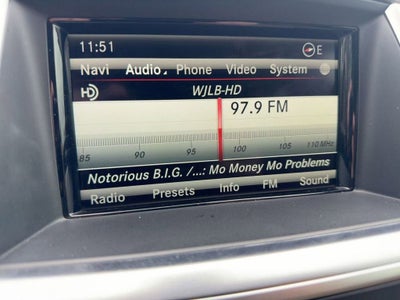 11:51 E
Navi Audio Phone Video System
HD WJLB-HD
97.9 FM
85 90 95 100 105 110 MHz
Notorious B.I.G. /...: Mo Money Mo Problems
Radio Presets Info FM Sound